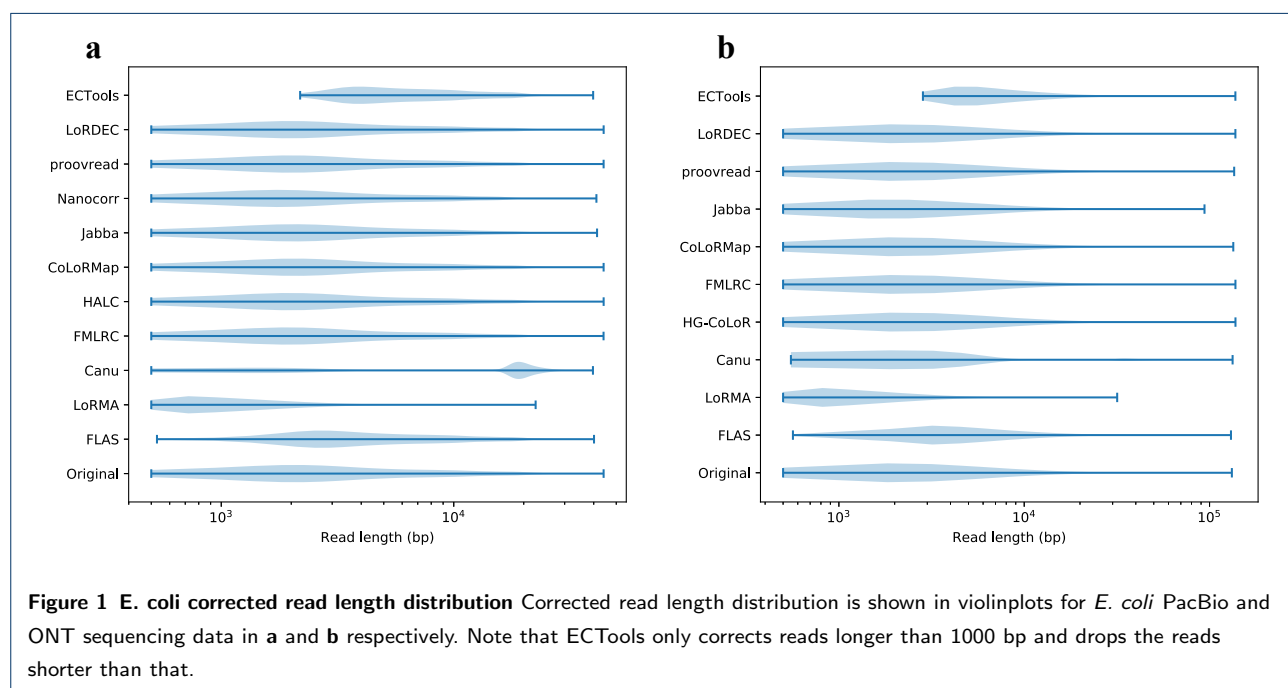 a
ECTools
LoRDEC
proovread
Nanocorr
Jabba
CoLoRMap
HALC
FMLRC
Canu
LoRMA
FLAS
Original
10³
10⁴
Read length (bp)
b
ECTools
LoRDEC
proovread
Jabba
CoLoRMap
FMLRC
HG-CoLoR
Canu
LoRMA
FLAS
Original
10³
10⁴
10⁵
Read length (bp)
Figure 1 E. coli corrected read length distribution Corrected read length distribution is shown in violinplots for E. coli PacBio and
ONT sequencing data in a and b respectively. Note that ECTools only corrects reads longer than 1000 bp and drops the reads
shorter than that.